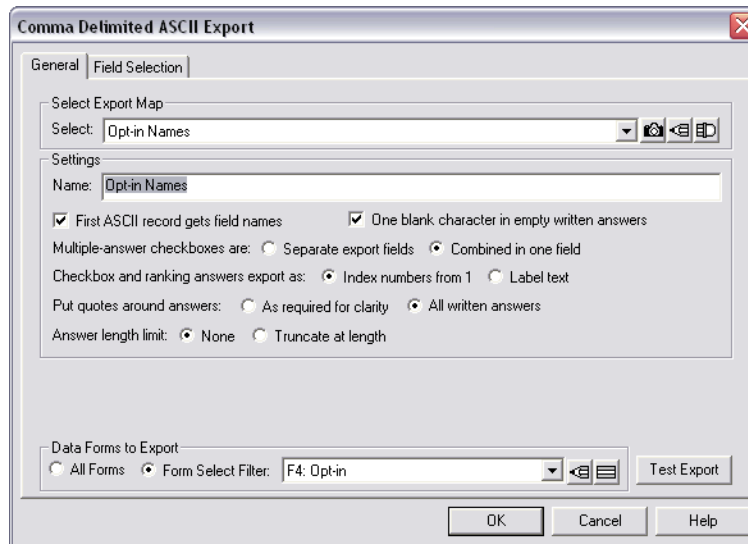 Comma Delimited ASCII Export
General Field Selection
Select Export Map
Select: Opt-in Names
Settings
Name: Opt-in Names
First ASCII record gets field names One blank character in empty written answers
Multiple-answer checkboxes are: Separate export fields Combined in one field
Checkbox and ranking answers export as: Index numbers from 1 Label text
Put quotes around answers: As required for clarity All written answers
Answer length limit: None Truncate at length
Data Forms to Export
All Forms Form Select Filter: F4: Opt-in Test Export
OK Cancel Help